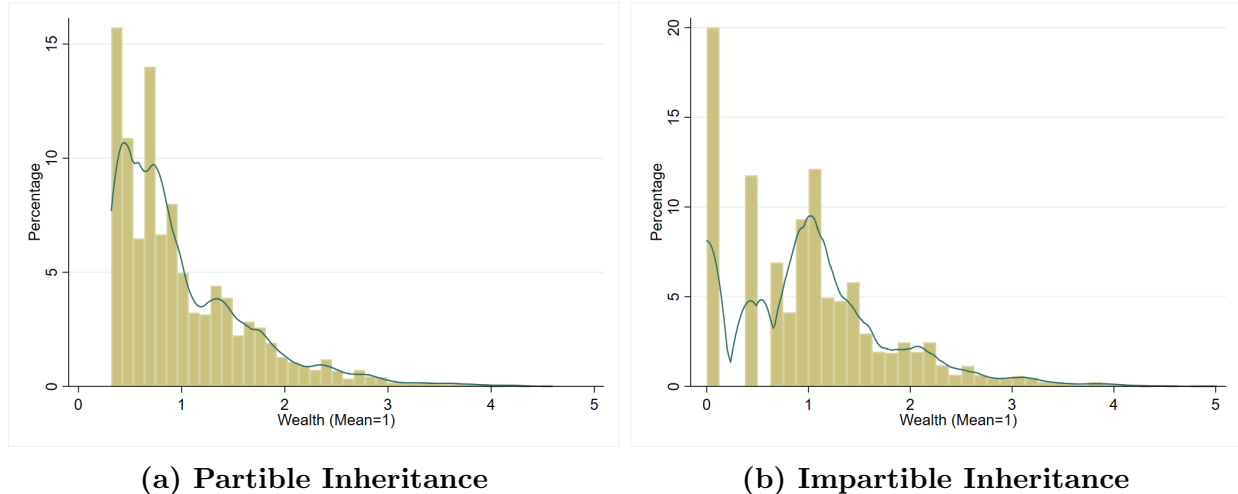 15
10
5
0
Percentage
0 1 2 3 4 5
Wealth (Mean=1)
(a) Partible Inheritance
20
15
10
5
0
Percentage
0 1 2 3 4 5
Wealth (Mean=1)
(b) Impartible Inheritance